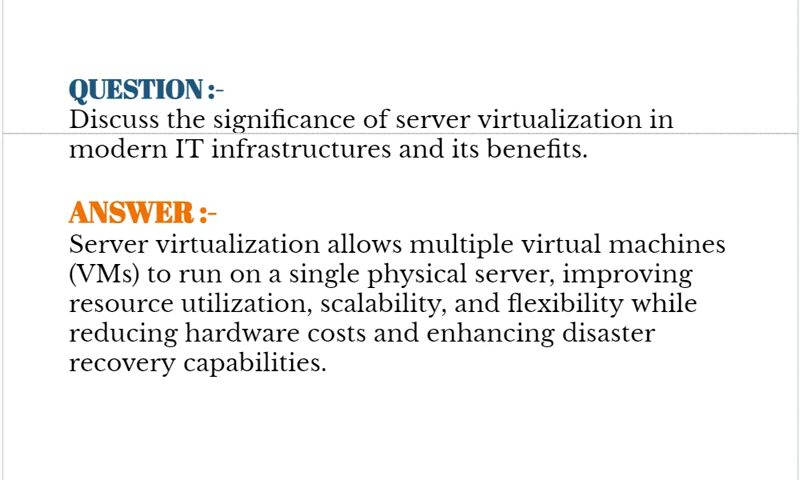 QUESTION :-
Discuss the significance of server virtualization in
modern IT infrastructures and its benefits.
ANSWER :-
Server virtualization allows multiple virtual machines
(VMs) to run on a single physical server, improving
resource utilization, scalability, and flexibility while
reducing hardware costs and enhancing disaster
recovery capabilities.